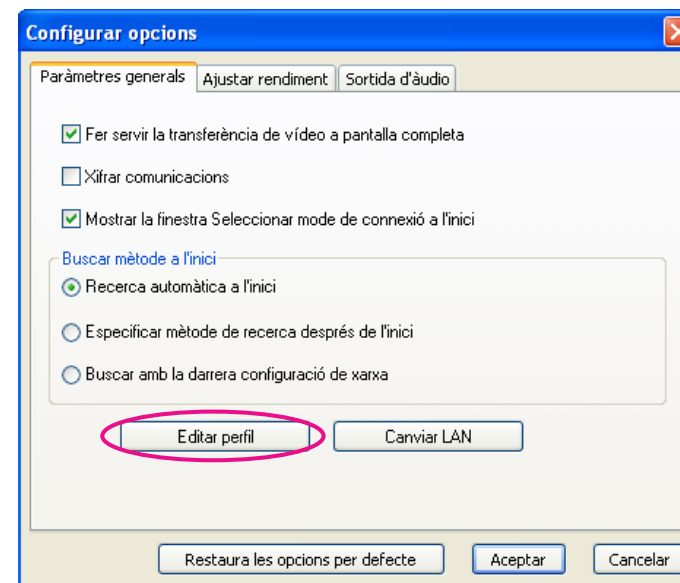 Configurar opcions
Paràmetres generals Ajustar rendiment Sortida d'àudio
Fer servir la transferència de vídeo a pantalla completa
Xifrar comunicacions
Mostrar la finestra Seleccionar mode de connexió a l'inici
Buscar mètode a l'inici
Recerca automàtica a l'inici
Especificar mètode de recerca després de l'inici
Buscar amb la darrera configuració de xarxa
Editar perfil Canviar LAN
Restaura les opcions per defecte Aceptar Cancelar